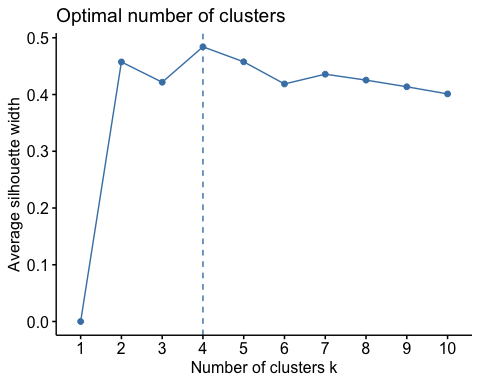 Optimal number of clusters
0.5
0.4
0.3
0.2
0.1
0.0
Average silhouette width
1 2 3 4 5 6 7 8 9 10
Number of clusters k